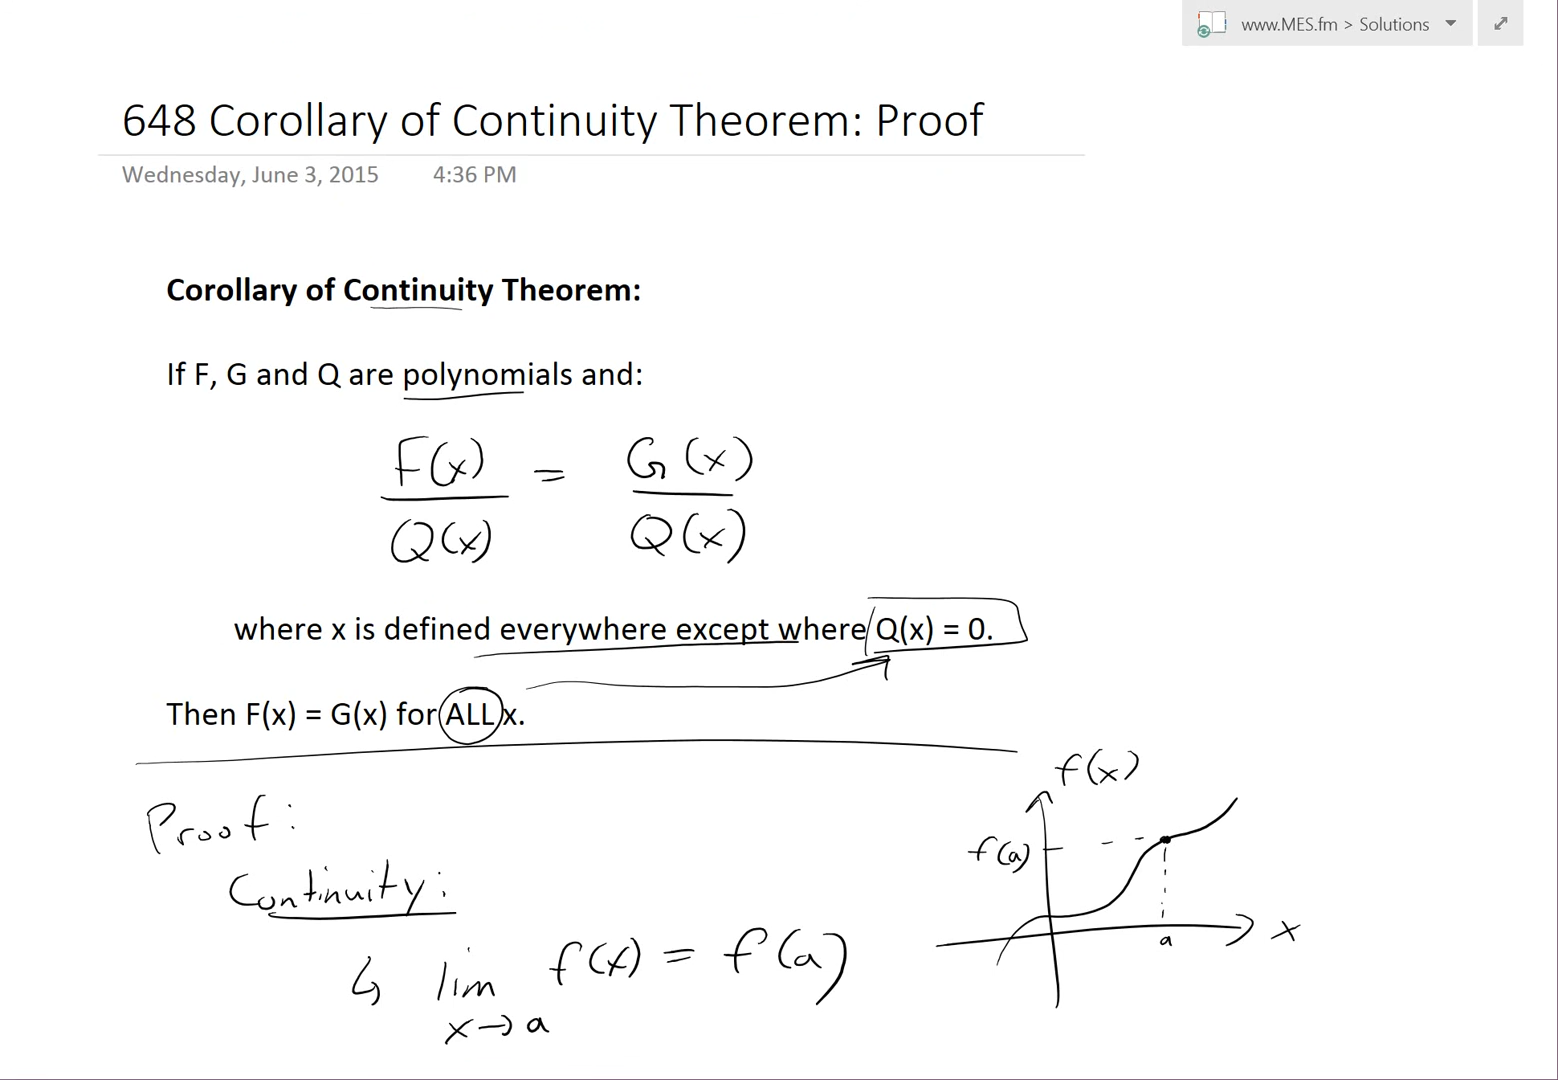 www.MES.fm > Solutions
648 Corollary of Continuity Theorem: Proof
Wednesday, June 3, 2015 4:36 PM
Corollary of Continuity Theorem:
If F, G and Q are polynomials and:
F(x) = G(x)
Q(x) Q(x)
where x is defined everywhere except where Q(x) = 0.
Then F(x) = G(x) for ALL x.
Proof:
Continuity:
↳ lim f(x) = f(a)
x→a
f(x)
f(a)
a
x